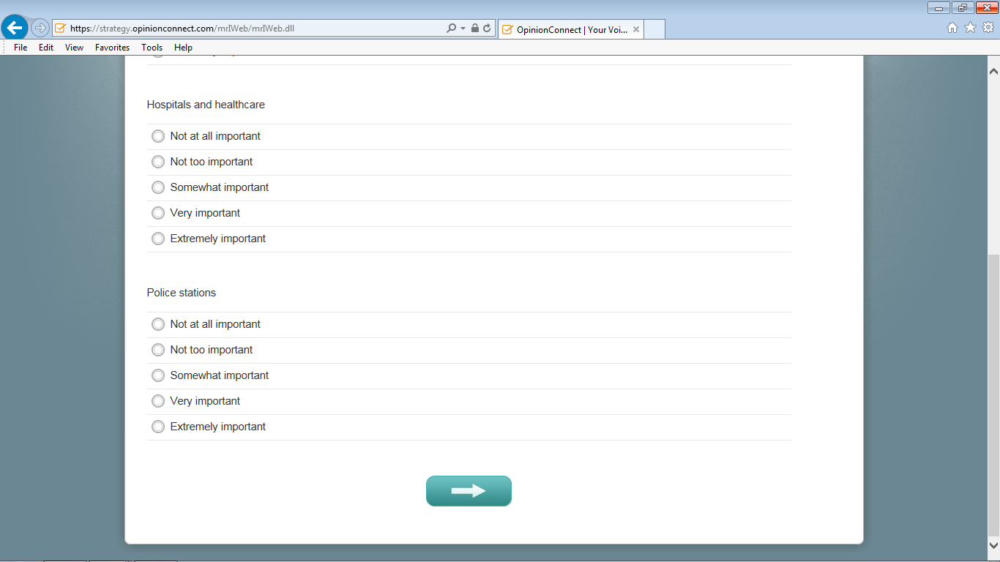 https://strategy.opinionconnect.com/mrIWeb/mrIWeb.dll
OpinionConnect | Your Voi...
File Edit View Favorites Tools Help
Hospitals and healthcare
Not at all important
Not too important
Somewhat important
Very important
Extremely important
Police stations
Not at all important
Not too important
Somewhat important
Very important
Extremely important